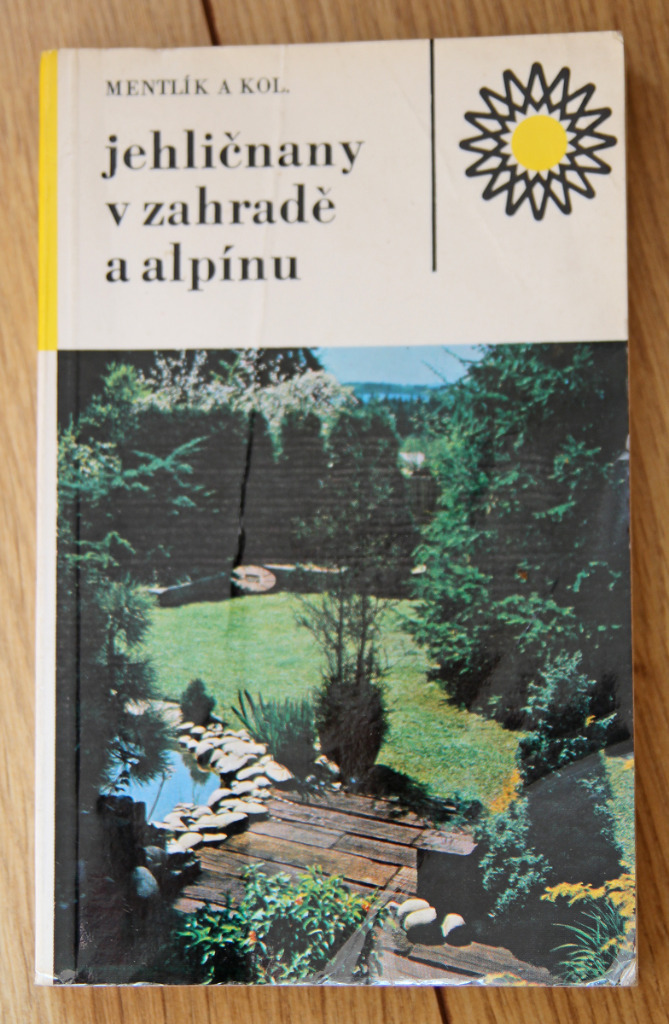 MENTLÍK A KOL.
jehličnany
v zahradě
a alpínu